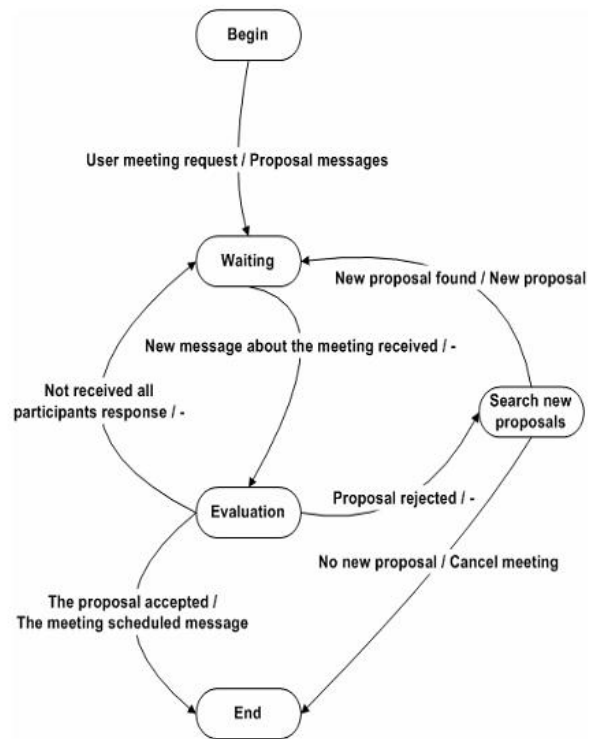 Begin
User meeting request / Proposal messages
Waiting
New proposal found / New proposal
New message about the meeting received / -
Not received all
participants response / -
Search new
proposals
Evaluation
Proposal rejected / -
No new proposal / Cancel meeting
The proposal accepted /
The meeting scheduled message
End